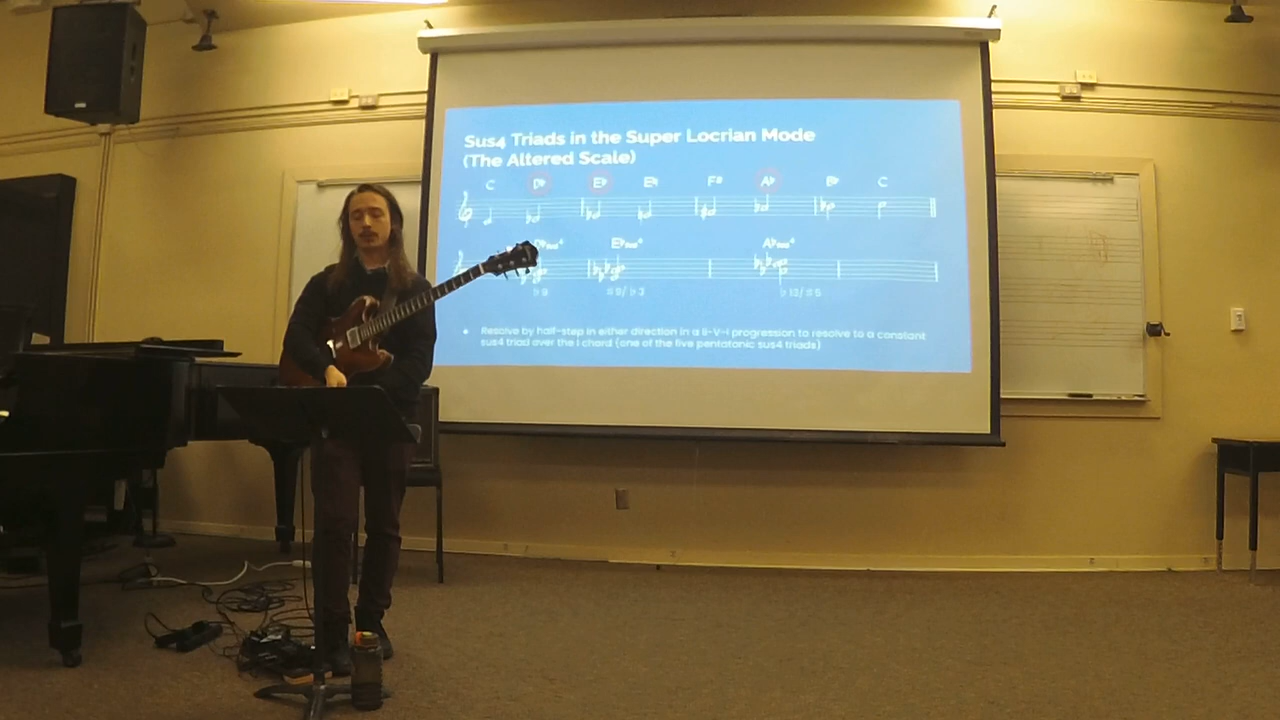 Sus4 Triads in the Super Locrian Mode
(The Altered Scale)
C D♭ E♭ E♮ F# A♭ B♭ C
D♭sus4 E♭sus4 A♭sus4
♭9 #9/♭3 ♭13/#5
• Resolve by half-step in either direction in a ii-V-I progression to resolve to a constant
sus4 triad over the I chord (one of the five pentatonic sus4 triads)